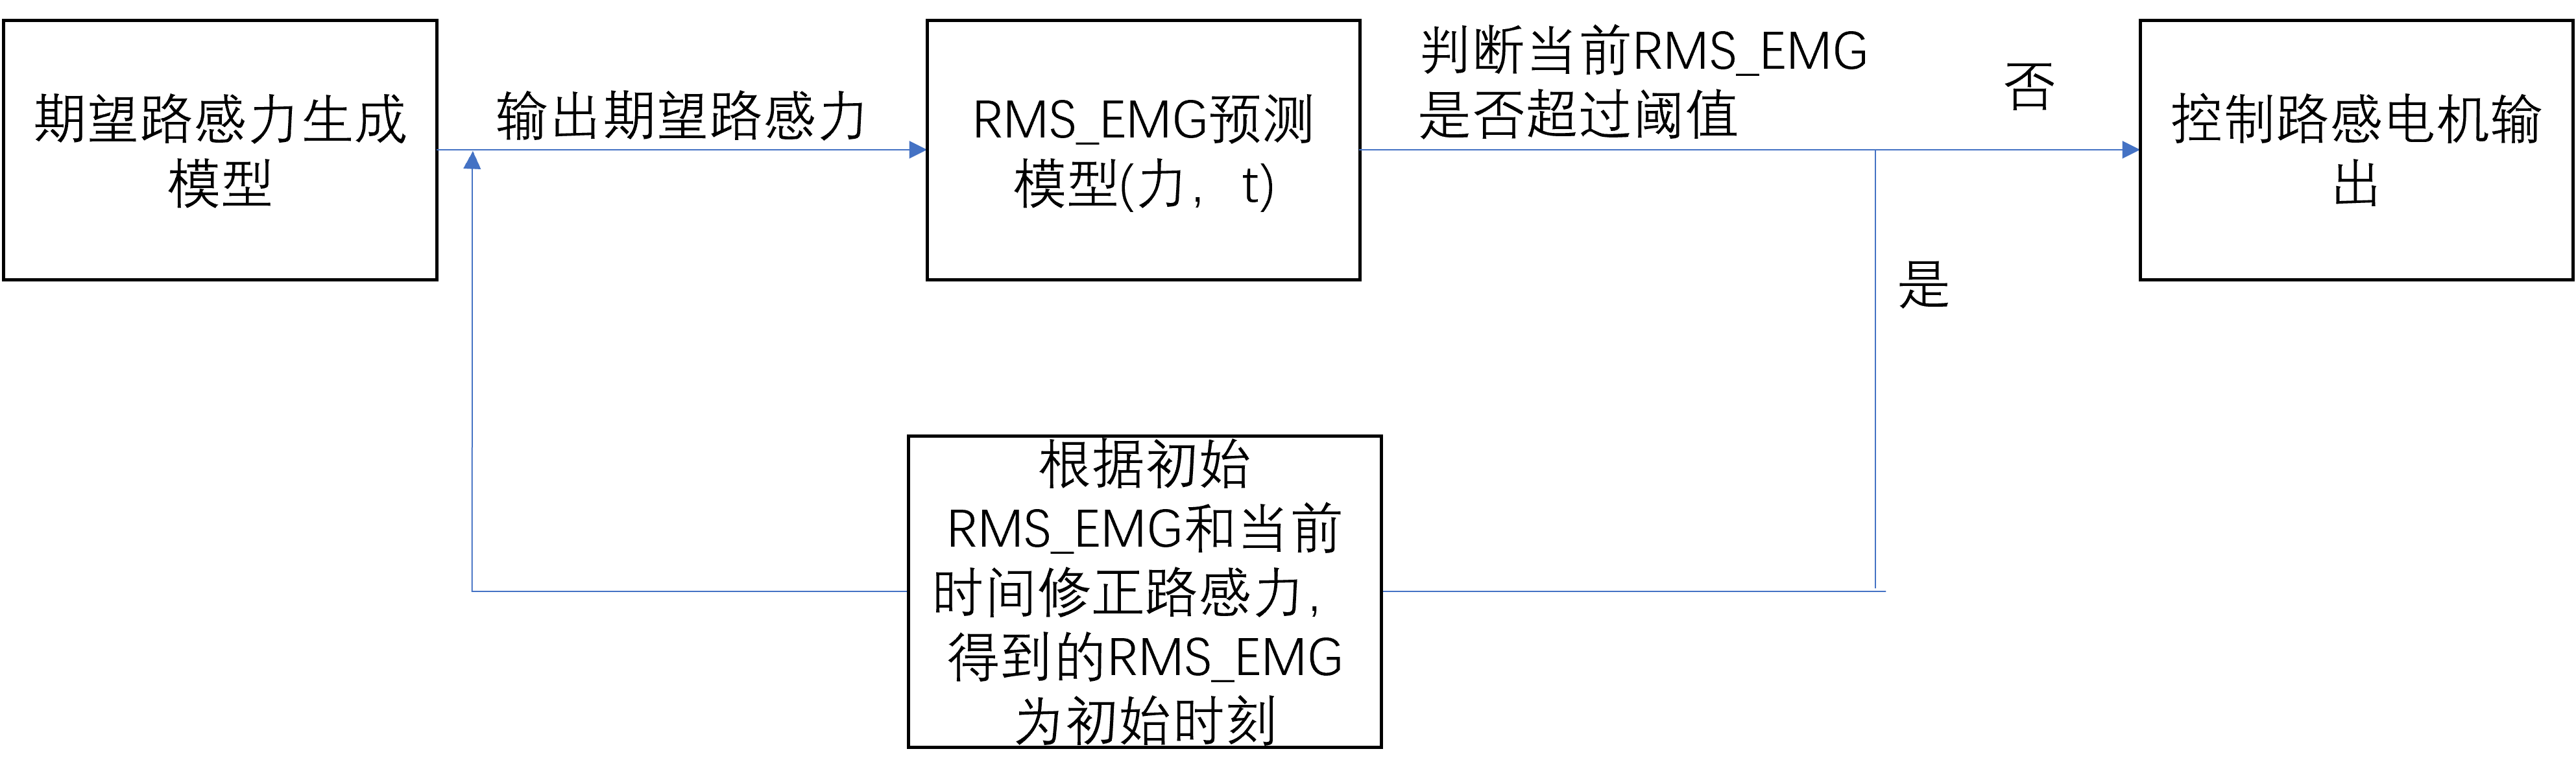 期望路感力生成
模型
输出期望路感力
RMS_EMG预测
模型(力，t)
判断当前RMS_EMG
是否超过阈值
否
是
控制路感电机输
出
根据初始
RMS_EMG和当前
时间修正路感力，
得到的RMS_EMG
为初始时刻